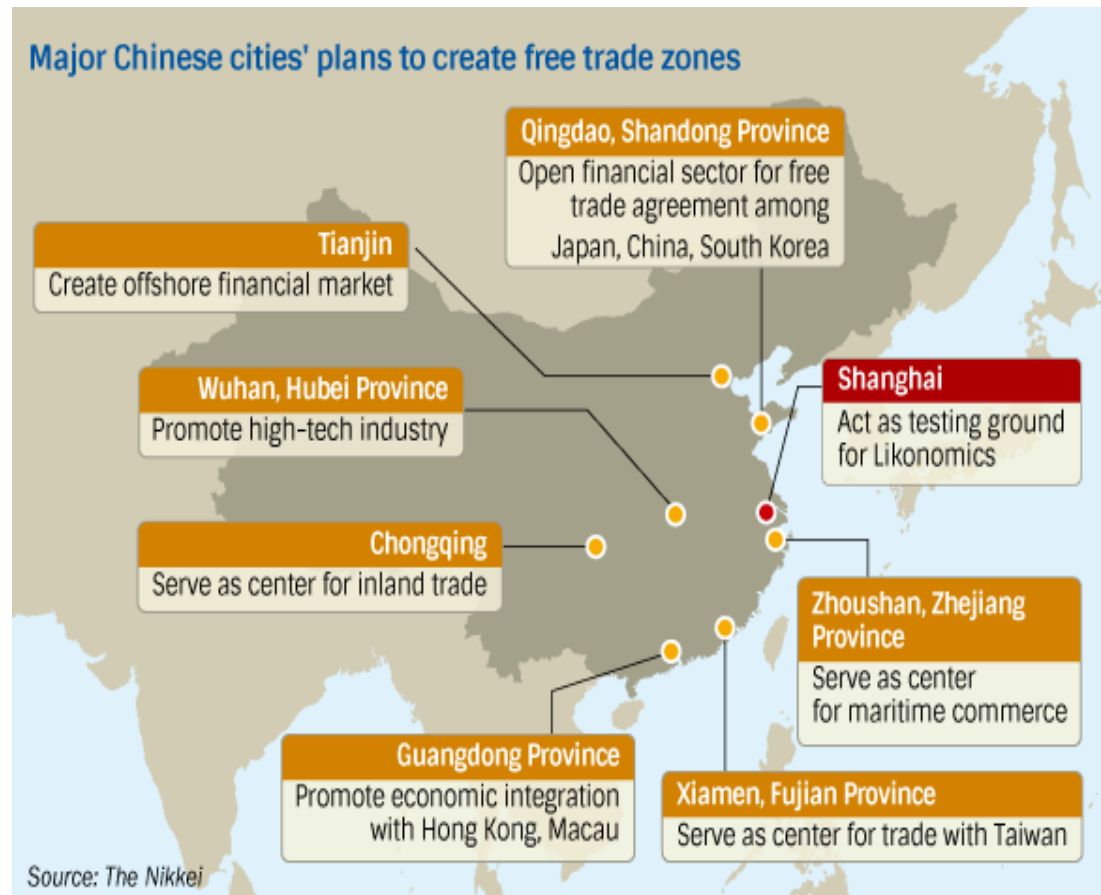 Major Chinese cities' plans to create free trade zones
Qingdao, Shandong Province
Open financial sector for free
trade agreement among
Japan, China, South Korea
Tianjin
Create offshore financial market
Wuhan, Hubei Province
Promote high-tech industry
Shanghai
Act as testing ground
for Likonomics
Chongqing
Serve as center for inland trade
Zhoushan, Zhejiang
Province
Serve as center
for maritime commerce
Guangdong Province
Promote economic integration
with Hong Kong, Macau
Xiamen, Fujian Province
Serve as center for trade with Taiwan
Source: The Nikkei